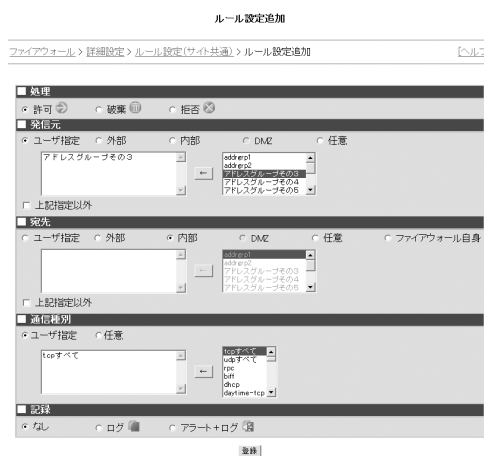 ルール設定追加
ファイアウォール > 詳細設定 > ルール設定(サイト共通) > ルール設定追加 [ヘルプ
■ 処理
許可 破棄 拒否
■ 発信元
ユーザ指定 外部 内部 DMZ 任意
アドレスグループその3 ← addrgrp1
addrgrp2
アドレスグループその3
アドレスグループその4
アドレスグループその5
上記指定以外
■ 宛先
ユーザ指定 外部 内部 DMZ 任意 ファイアウォール自身
← addrgrp1
addrgrp2
アドレスグループその3
アドレスグループその4
アドレスグループその5
上記指定以外
■ 通信種別
ユーザ指定 任意
tcpすべて ← tcpすべて
udpすべて
rpc
biff
dhcp
daytime-tcp
■ 記録
なし ログ アラート+ログ
登録